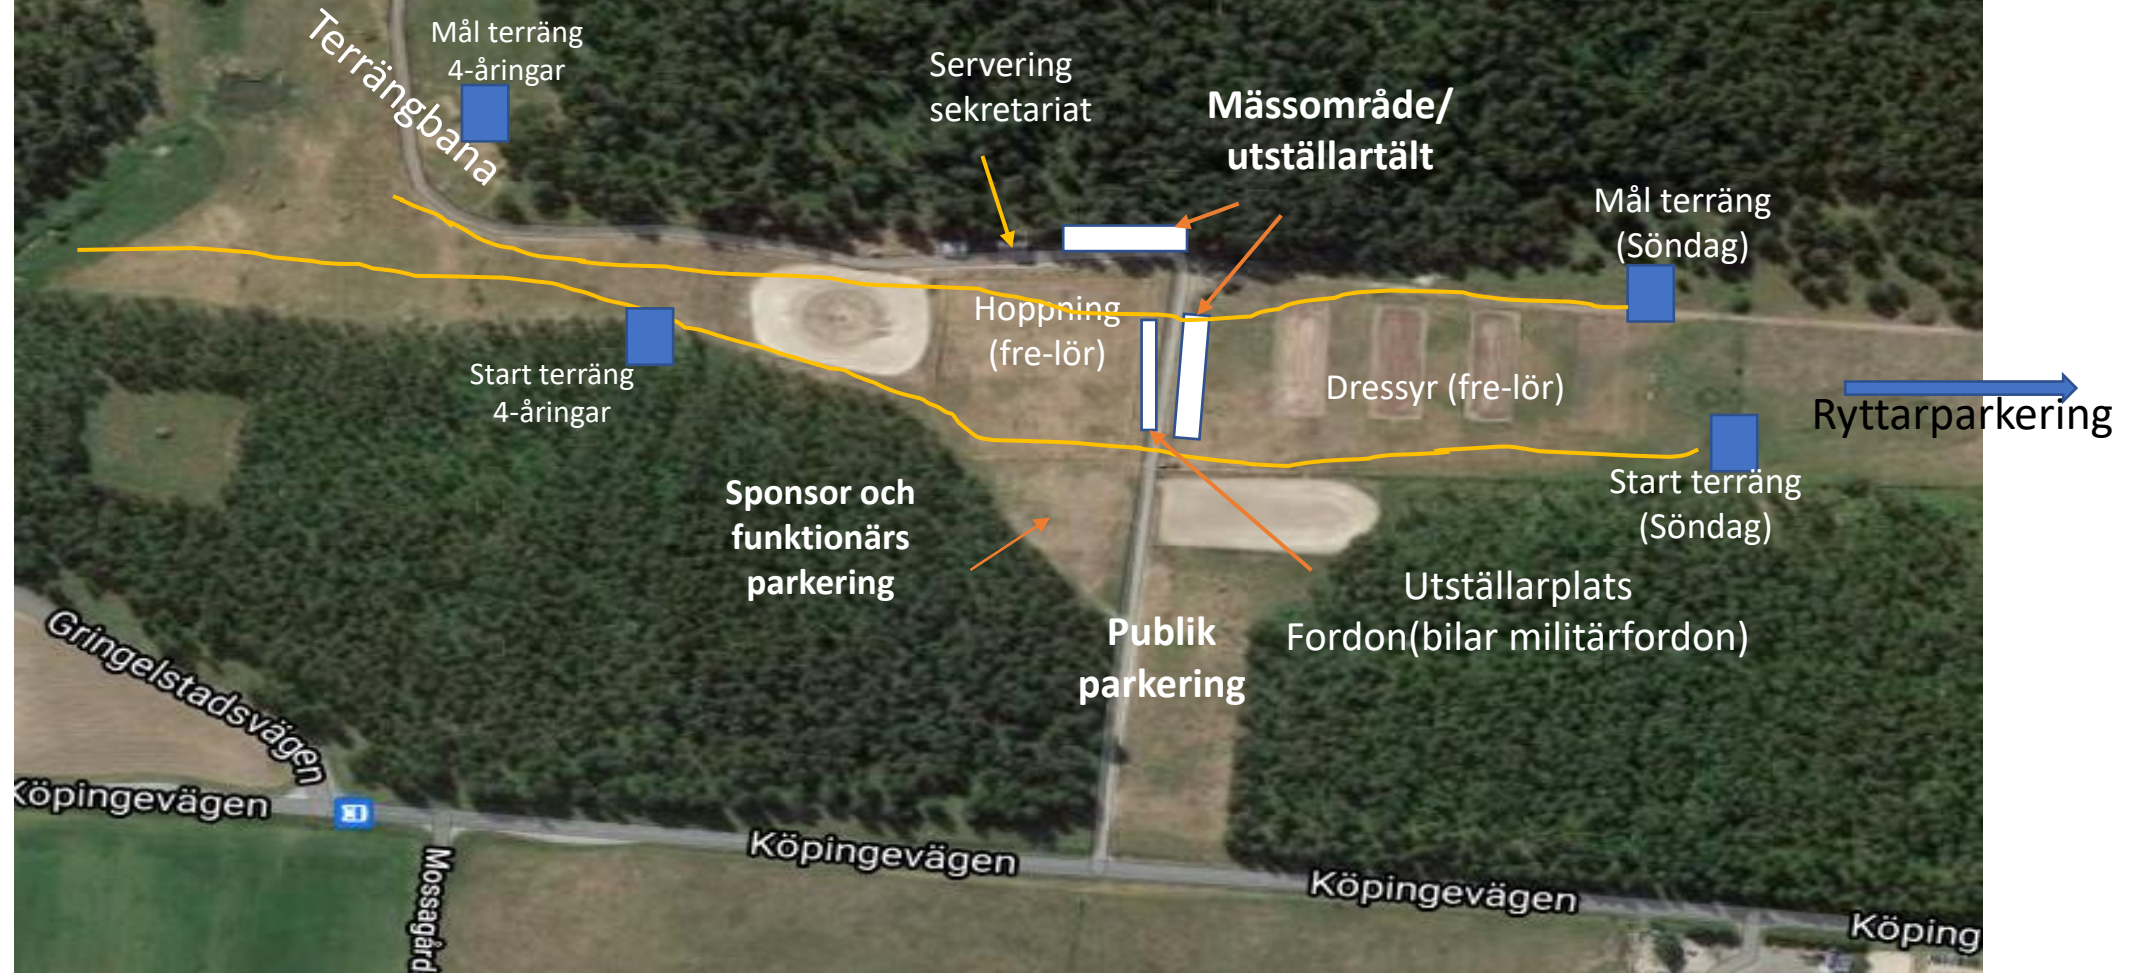 Terrängbana
Mål terräng
4-åringar
Servering
sekretariat
Mässområde/
utställartält
Mål terräng
(Söndag)
Hoppning
(fre-lör)
Start terräng
4-åringar
Dressyr (fre-lör)
Ryttarparkering
Sponsor och
funktionärs
parkering
Start terräng
(Söndag)
Utställarplats
Fordon(bilar militärfordon)
Publik
parkering
Gringelstadsvägen
Köpingevägen
Köpingevägen
Köpingevägen
Köping
Mossagård